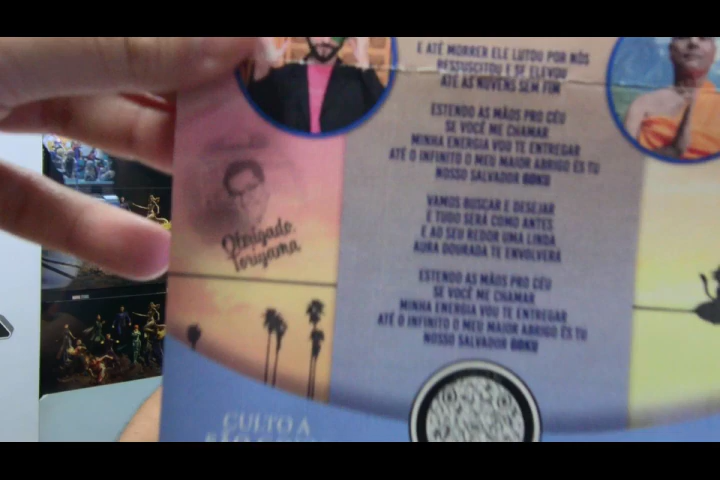 E ATÉ MORRER ELE LUTOU POR NÓS
RESSUSCITOU E SE ELEVOU
ATÉ AS NUVENS SEM FIM
ESTENDO AS MÃOS PRO CÉU
SE VOCÊ ME CHAMAR
MINHA ENERGIA VOU TE ENTREGAR
ATÉ O INFINITO O MEU MAIOR ABRIGO ÉS TU
NOSSO SALVADOR GOKU
VAMOS BUSCAR E DESEJAR
E TUDO SERÁ COMO ANTES
E AO SEU REDOR UMA LINDA
AURA DOURADA TE ENVOLVERÁ
ESTENDO AS MÃOS PRO CÉU
SE VOCÊ ME CHAMAR
MINHA ENERGIA VOU TE ENTREGAR
ATÉ O INFINITO O MEU MAIOR ABRIGO ÉS TU
NOSSO SALVADOR GOKU
Obrigado,
Toriyama
CULTO A